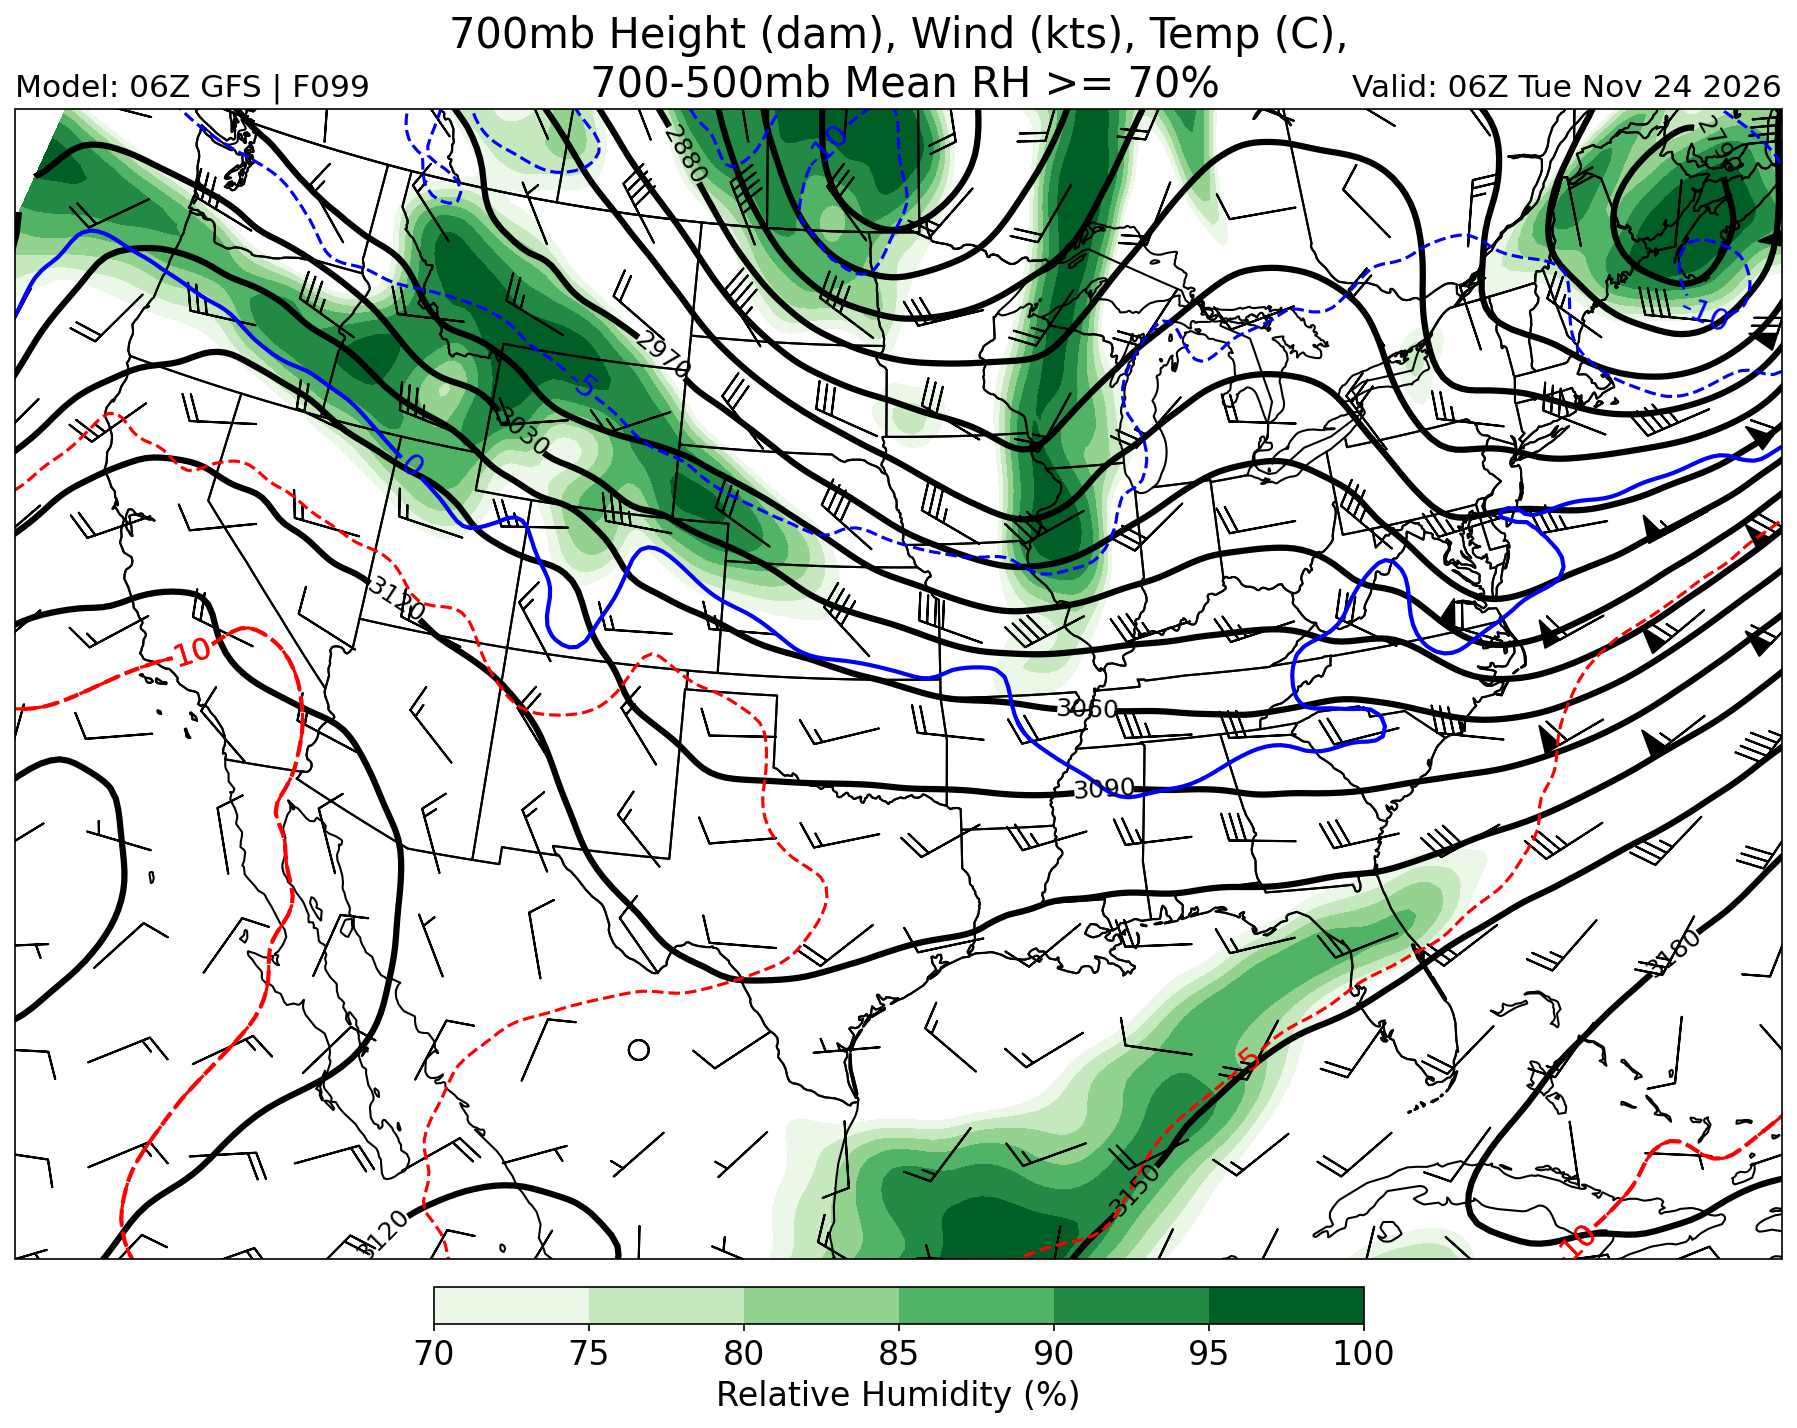 700mb Height (dam), Wind (kts), Temp (C),
700-500mb Mean RH >= 70%
Model: 06Z GFS | F099
Valid: 06Z Tue Nov 24 2026
2880
-10
2790
-10
2970
-5
3030
0
3120
10
3060
3090
3180
5
3150
3120
10
70 75 80 85 90 95 100
Relative Humidity (%)